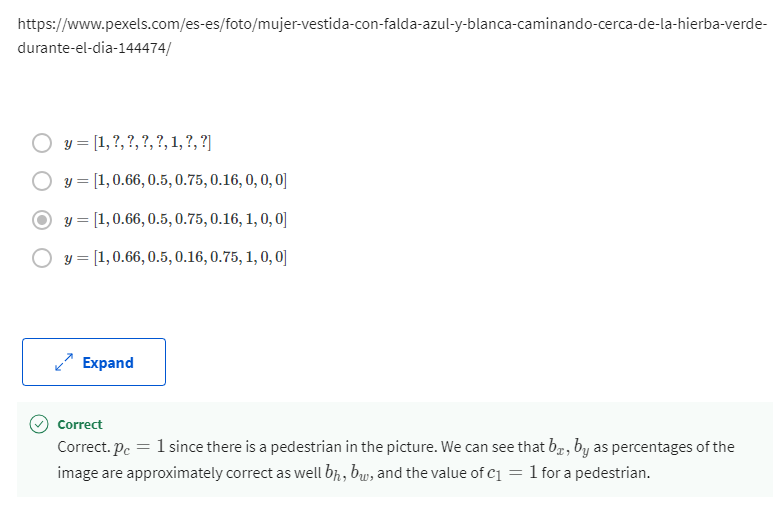 https://www.pexels.com/es-es/foto/mujer-vestida-con-falda-azul-y-blanca-caminando-cerca-de-la-hierba-verde-
durante-el-dia-144474/
y = [1, ?, ?, ?, ?, 1, ?, ?]
y = [1, 0.66, 0.5, 0.75, 0.16, 0, 0, 0]
y = [1, 0.66, 0.5, 0.75, 0.16, 1, 0, 0]
y = [1, 0.66, 0.5, 0.16, 0.75, 1, 0, 0]
Expand
Correct
Correct. p_c = 1 since there is a pedestrian in the picture. We can see that b_x, b_y as percentages of the
image are approximately correct as well b_h, b_w, and the value of c_1 = 1 for a pedestrian.